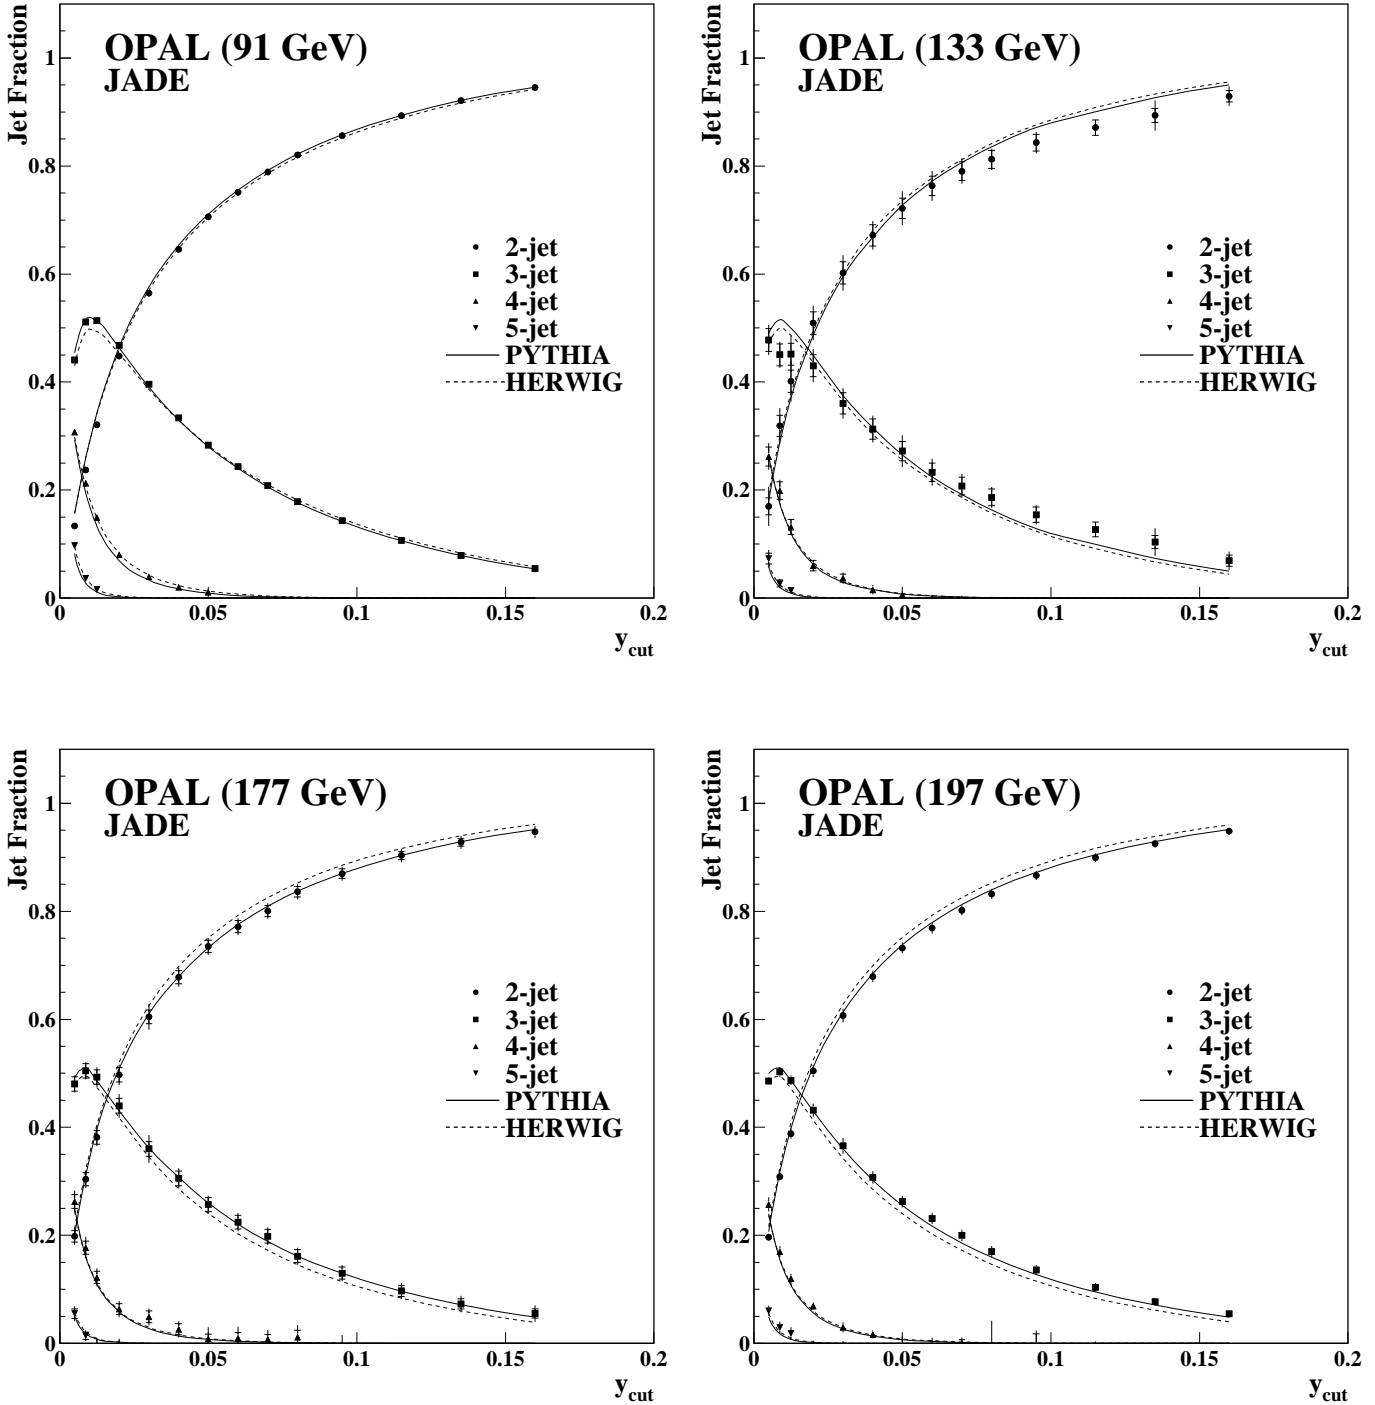 OPAL (91 GeV)
JADE
Jet Fraction
1
0.8
0.6
0.4
0.2
0
2-jet
3-jet
4-jet
5-jet
PYTHIA
HERWIG
0 0.05 0.1 0.15 0.2
y_cut
OPAL (133 GeV)
JADE
Jet Fraction
1
0.8
0.6
0.4
0.2
0
2-jet
3-jet
4-jet
5-jet
PYTHIA
HERWIG
0 0.05 0.1 0.15 0.2
y_cut
OPAL (177 GeV)
JADE
Jet Fraction
1
0.8
0.6
0.4
0.2
0
2-jet
3-jet
4-jet
5-jet
PYTHIA
HERWIG
0 0.05 0.1 0.15 0.2
y_cut
OPAL (197 GeV)
JADE
Jet Fraction
1
0.8
0.6
0.4
0.2
0
2-jet
3-jet
4-jet
5-jet
PYTHIA
HERWIG
0 0.05 0.1 0.15 0.2
y_cut